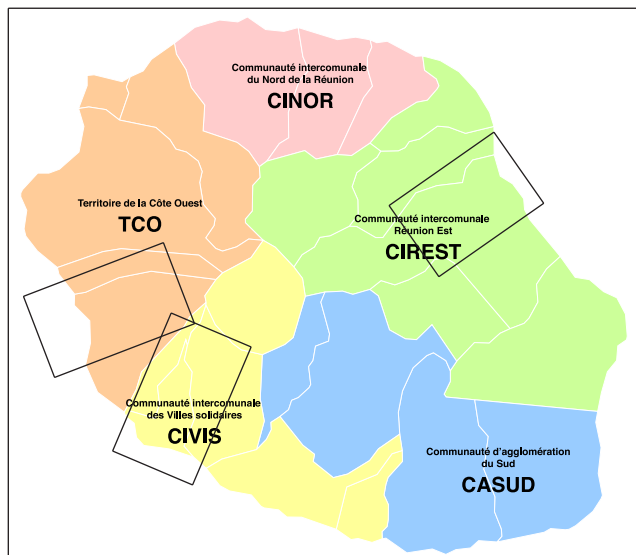 Communauté intercomunale
du Nord de la Réunion
CINOR
Territoire de la Côte Ouest
TCO
Communauté intercomunale
Réunion Est
CIREST
Communauté intercomunale
des Villes solidaires
CIVIS
Communauté d'agglomération
du Sud
CASUD